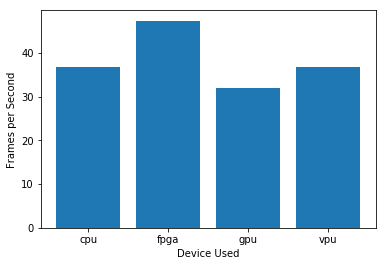 Frames per Second
40
30
20
10
0
cpu fpga gpu vpu
Device Used